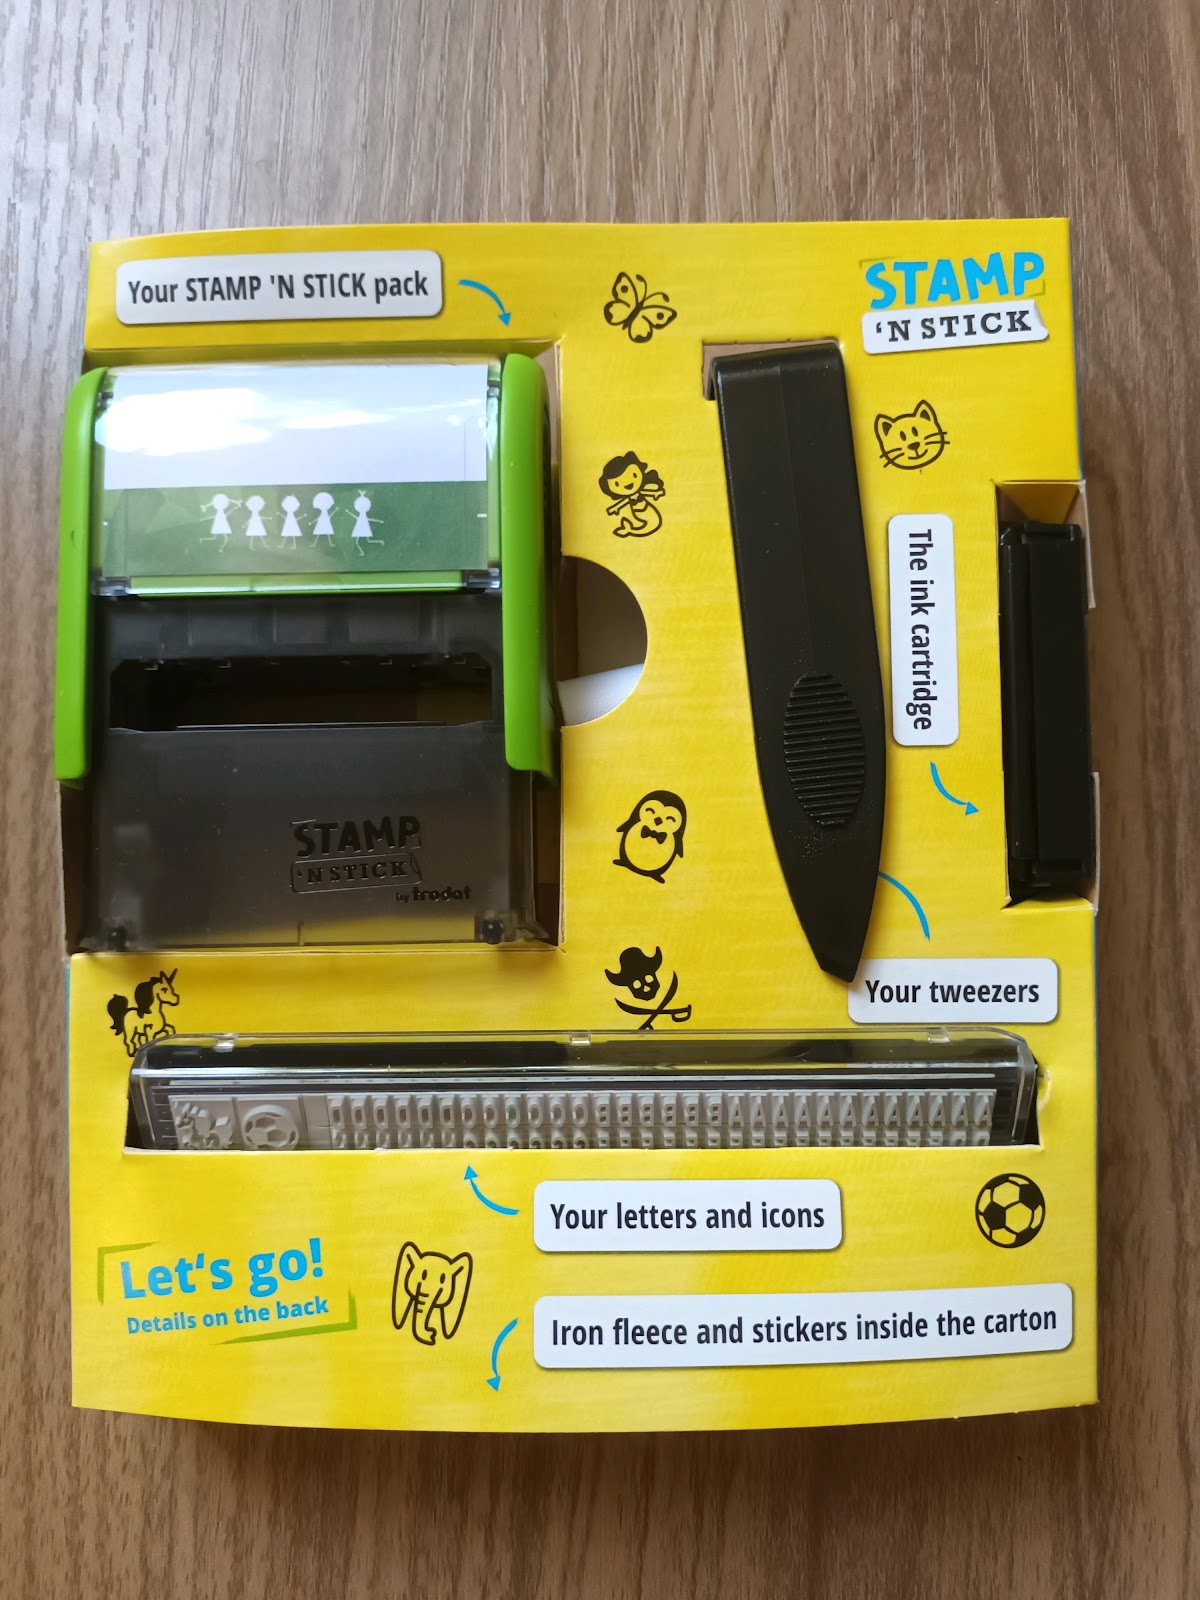 Your STAMP 'N STICK pack
STAMP
‘N STICK
The ink cartridge
STAMP
‘N STICK
by trodat
Your tweezers
Your letters and icons
Let‘s go!
Details on the back
Iron fleece and stickers inside the carton